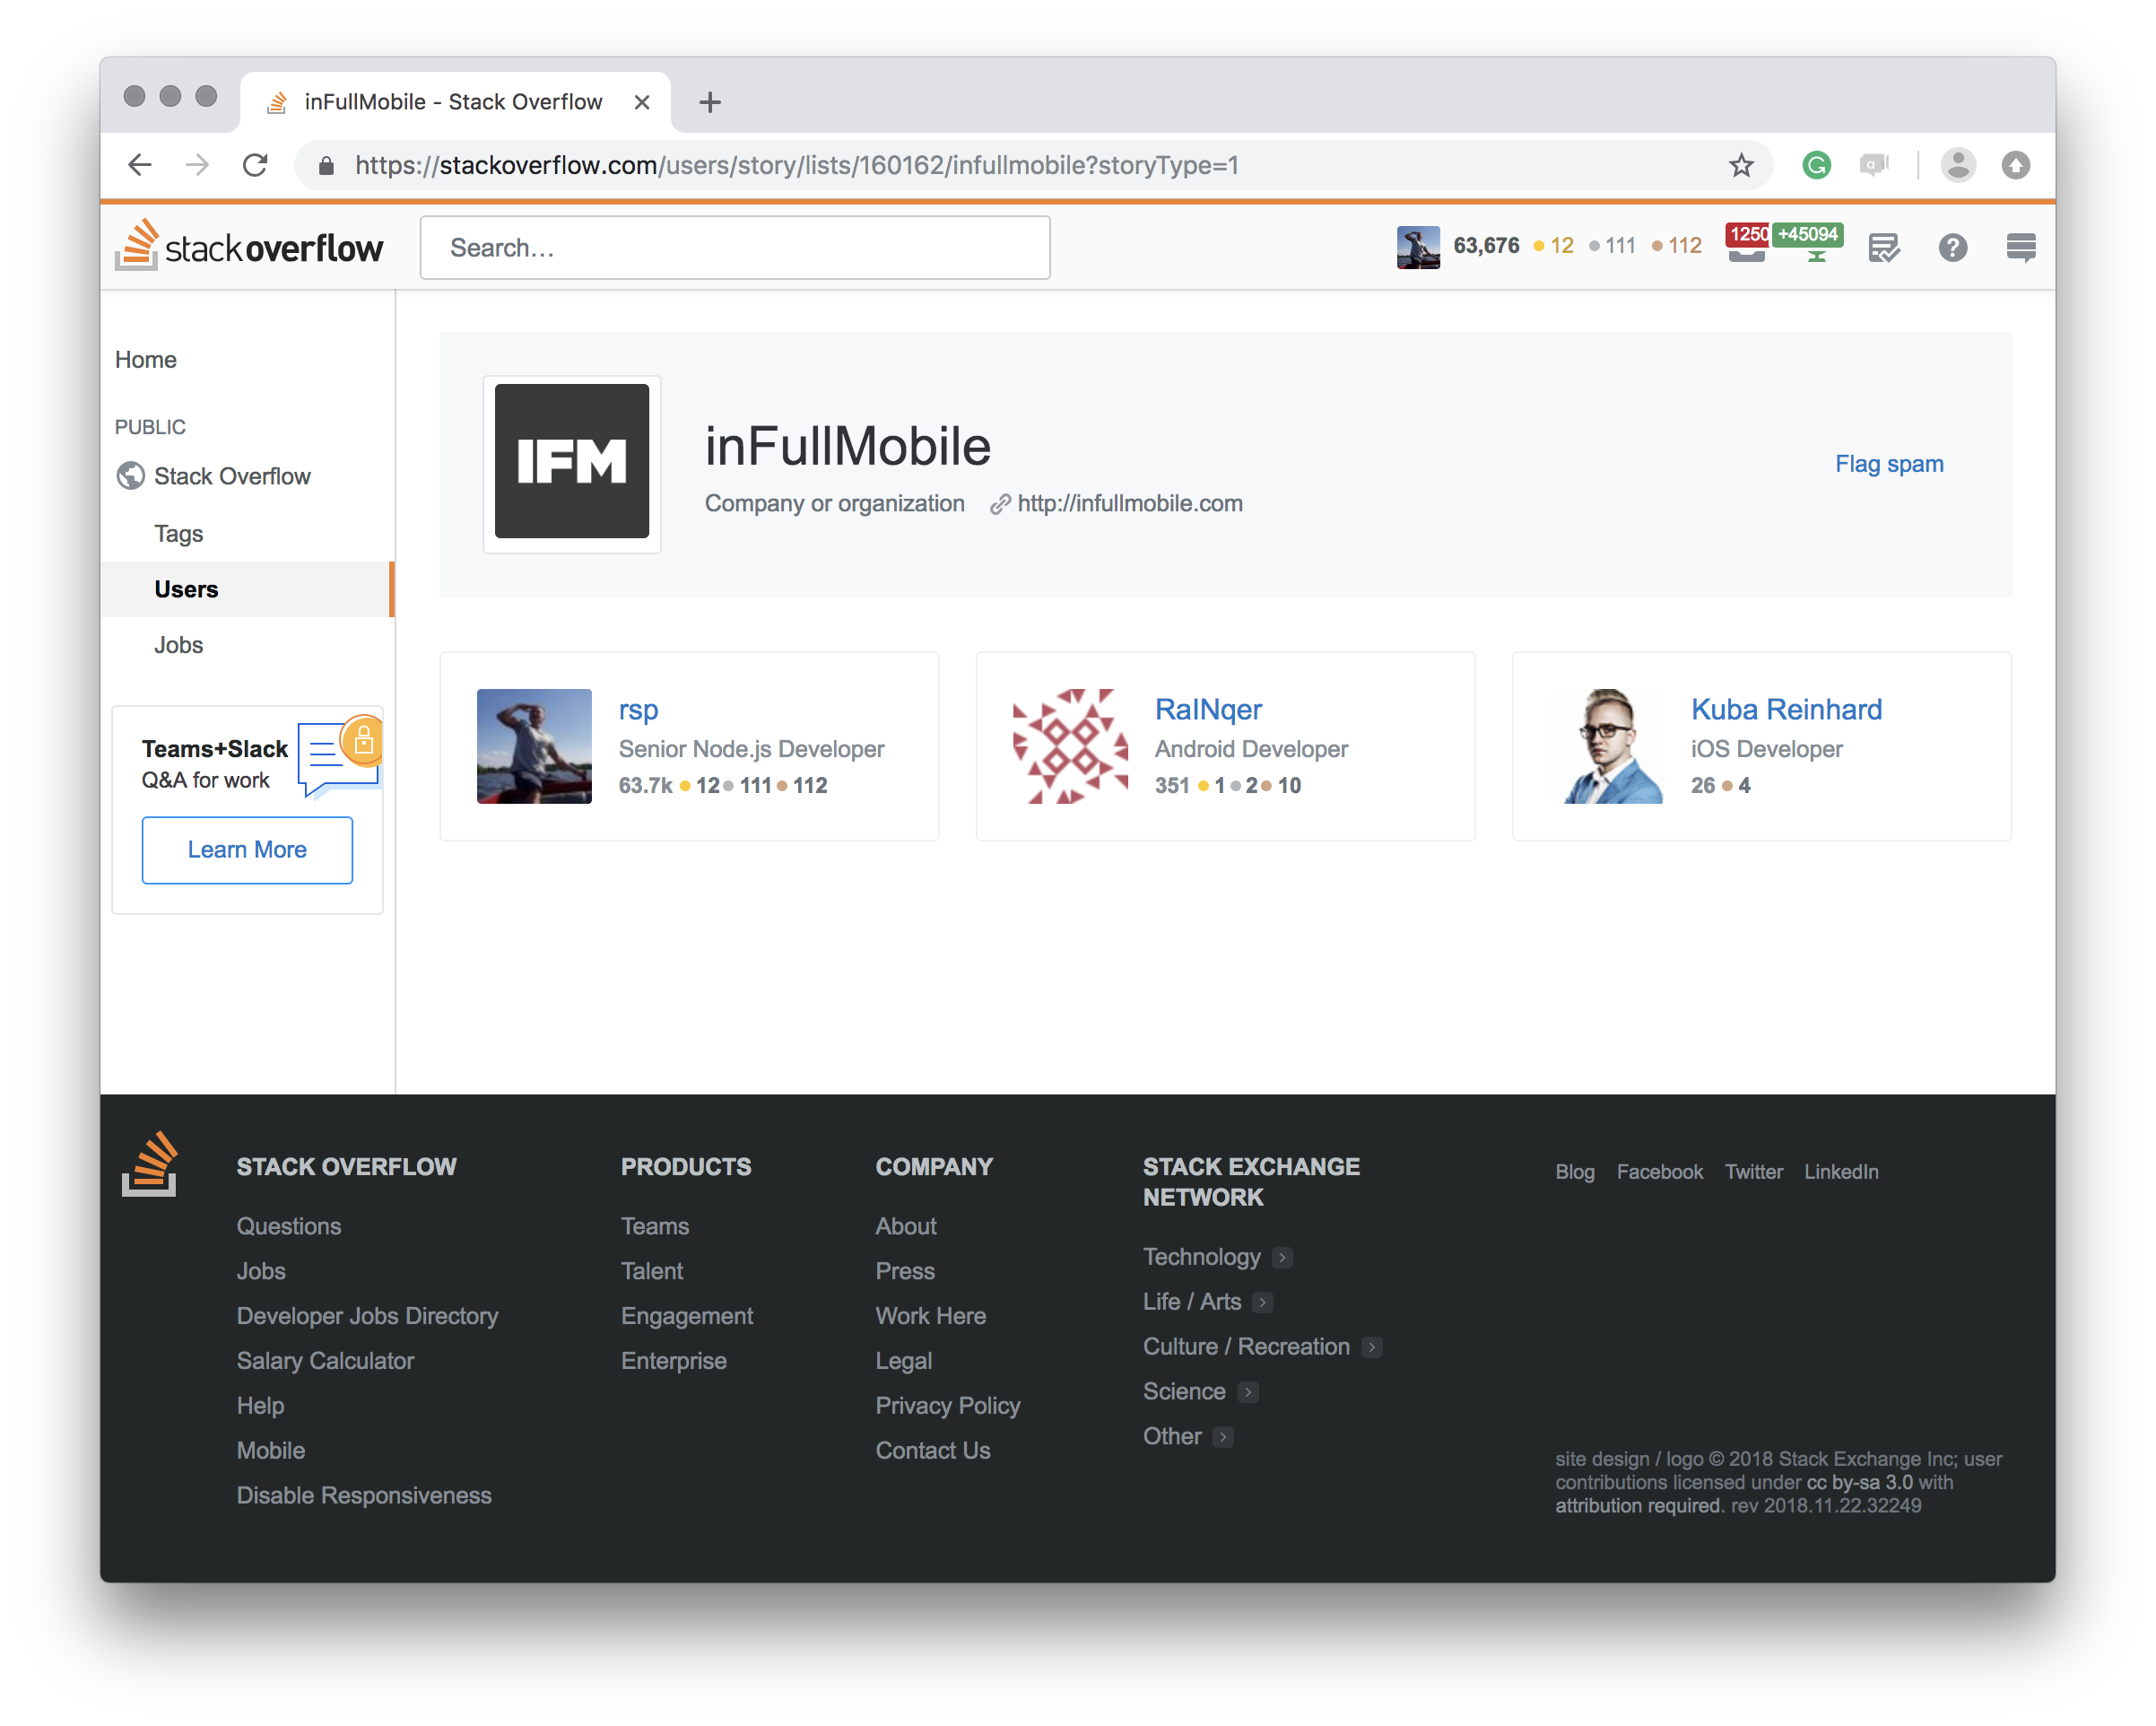 inFullMobile - Stack Overflow
https://stackoverflow.com/users/story/lists/160162/infullmobile?storyType=1
stackoverflow
Search…
63,676 12 111 112
1250 +45094
Home
PUBLIC
Stack Overflow
Tags
Users
Jobs
Teams+Slack
Q&A for work
Learn More
IFM
inFullMobile
Company or organization http://infullmobile.com
Flag spam
rsp
Senior Node.js Developer
63.7k 12 111 112
RaINqer
Android Developer
351 1 2 10
Kuba Reinhard
iOS Developer
26 4
STACK OVERFLOW
Questions
Jobs
Developer Jobs Directory
Salary Calculator
Help
Mobile
Disable Responsiveness
PRODUCTS
Teams
Talent
Engagement
Enterprise
COMPANY
About
Press
Work Here
Legal
Privacy Policy
Contact Us
STACK EXCHANGE
NETWORK
Technology
Life / Arts
Culture / Recreation
Science
Other
Blog Facebook Twitter LinkedIn
site design / logo © 2018 Stack Exchange Inc; user
contributions licensed under cc by-sa 3.0 with
attribution required. rev 2018.11.22.32249